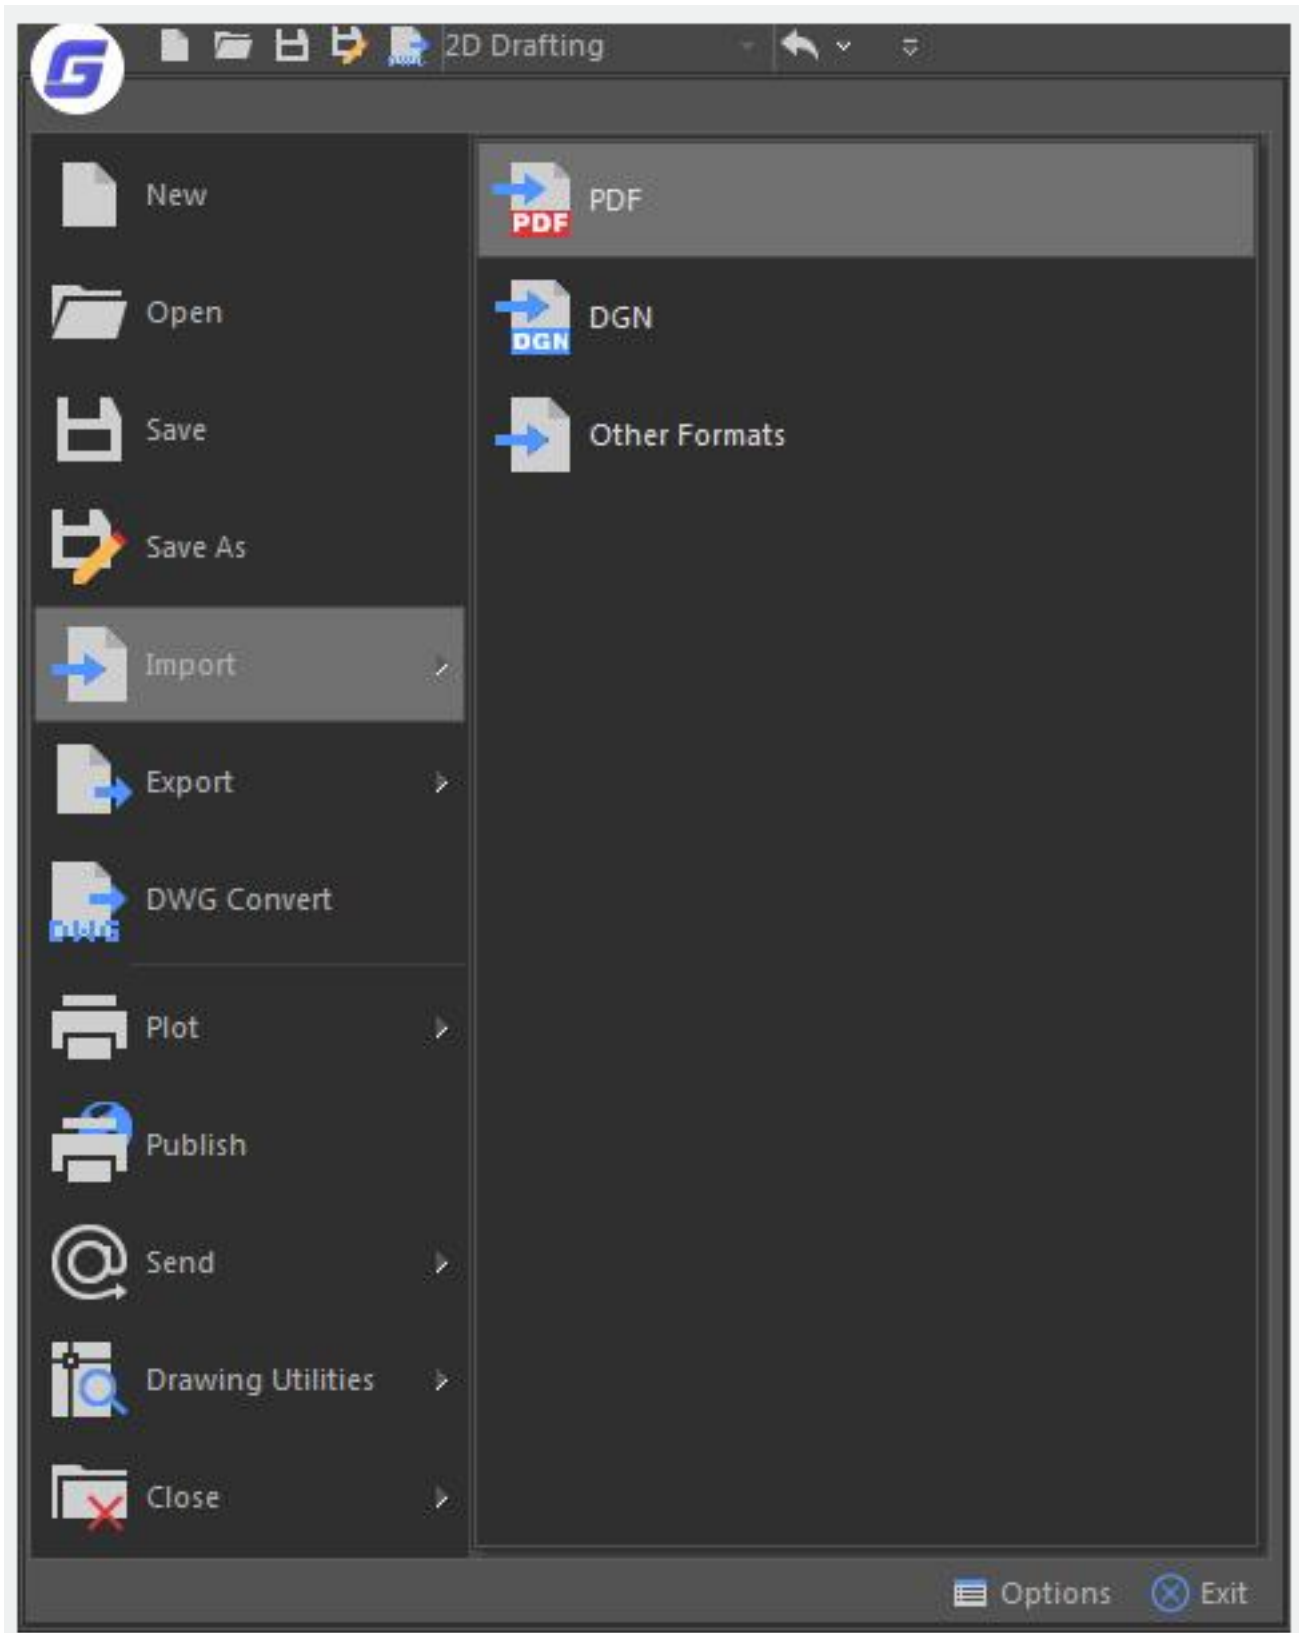 2D Drafting
New
Open
Save
Save As
Import
Export
DWG
DWG Convert
Plot
Publish
Send
Drawing Utilities
Close
PDF
PDF
DGN
DGN
Other Formats
Options
Exit